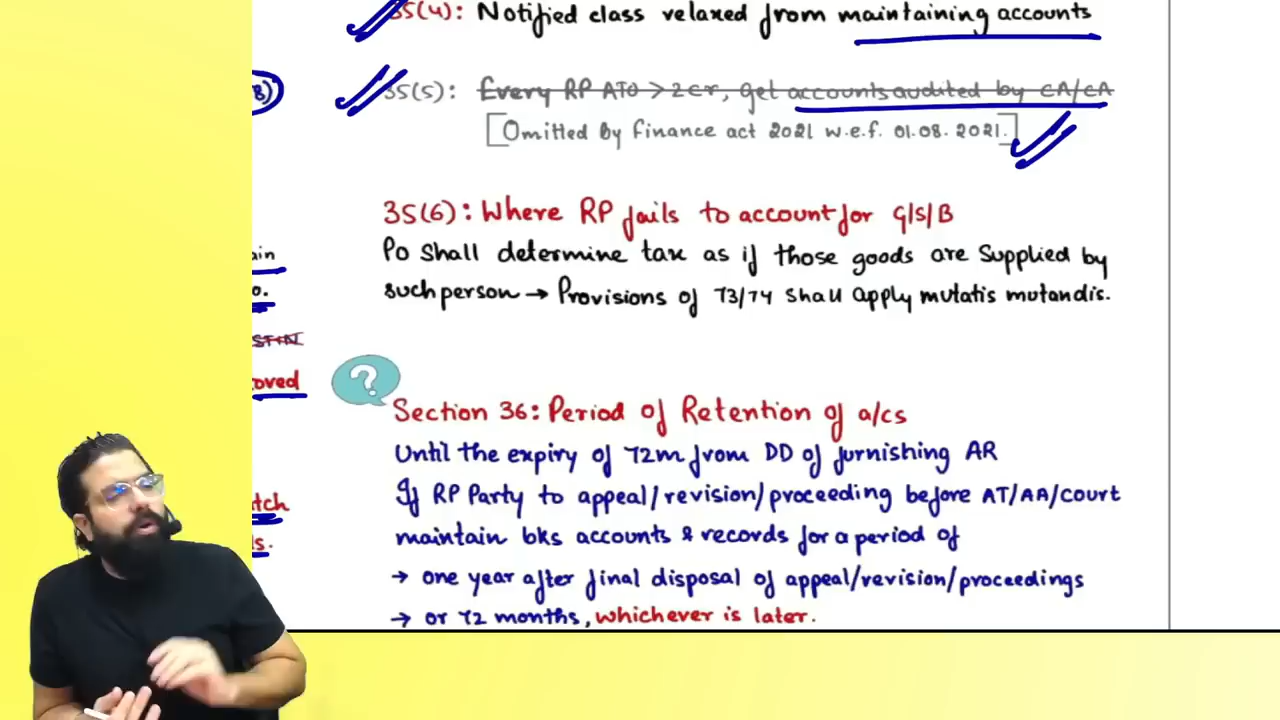 35(4): Notified class relaxed from maintaining accounts
35(5): Every RP ATO > 2cr, get accounts audited by CA/CA
[Omitted by finance act 2021 w.e.f. 01.08.2021.]
35(6): Where RP fails to account for G/S/B
PO shall determine tax as if those goods are supplied by
such person → Provisions of 73/74 shall apply mutatis mutandis.
?
Section 36: Period of Retention of a/cs
Until the expiry of 72m from DD of furnishing AR
If RP Party to appeal/revision/proceeding before AT/AA/court
maintain bks accounts & records for a period of
→ one year after final disposal of appeal/revision/proceedings
→ or 72 months, whichever is later.